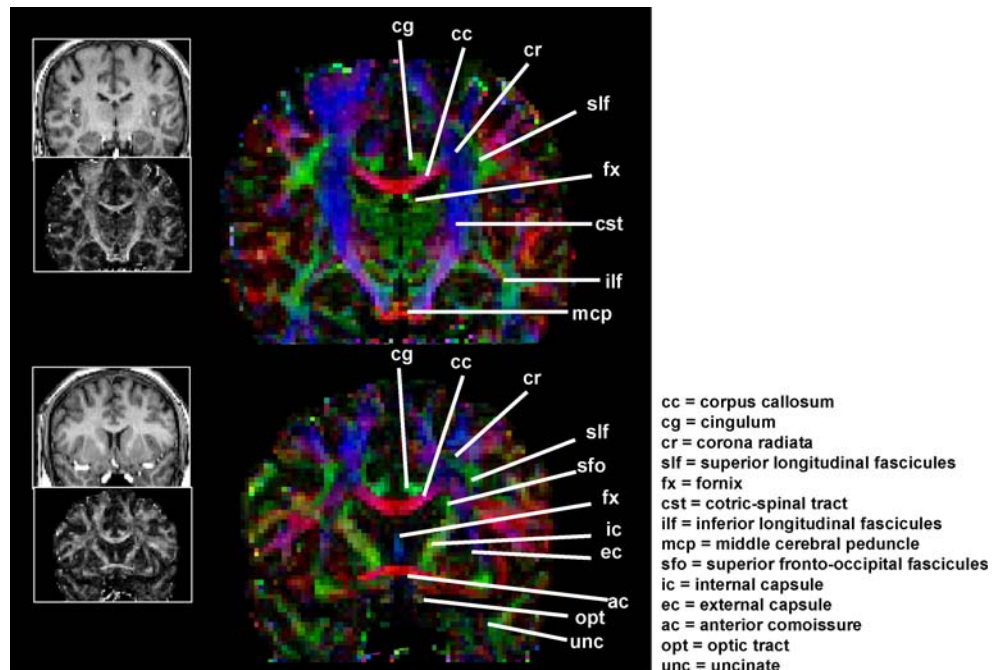 cg
cc
cr
slf
fx
cst
ilf
mcp
cg
cc
cr
slf
sfo
fx
ic
ec
ac
opt
unc
cc = corpus callosum
cg = cingulum
cr = corona radiata
slf = superior longitudinal fascicules
fx = fornix
cst = cotric-spinal tract
ilf = inferior longitudinal fascicules
mcp = middle cerebral peduncle
sfo = superior fronto-occipital fascicules
ic = internal capsule
ec = external capsule
ac = anterior comoissure
opt = optic tract
unc = uncinate